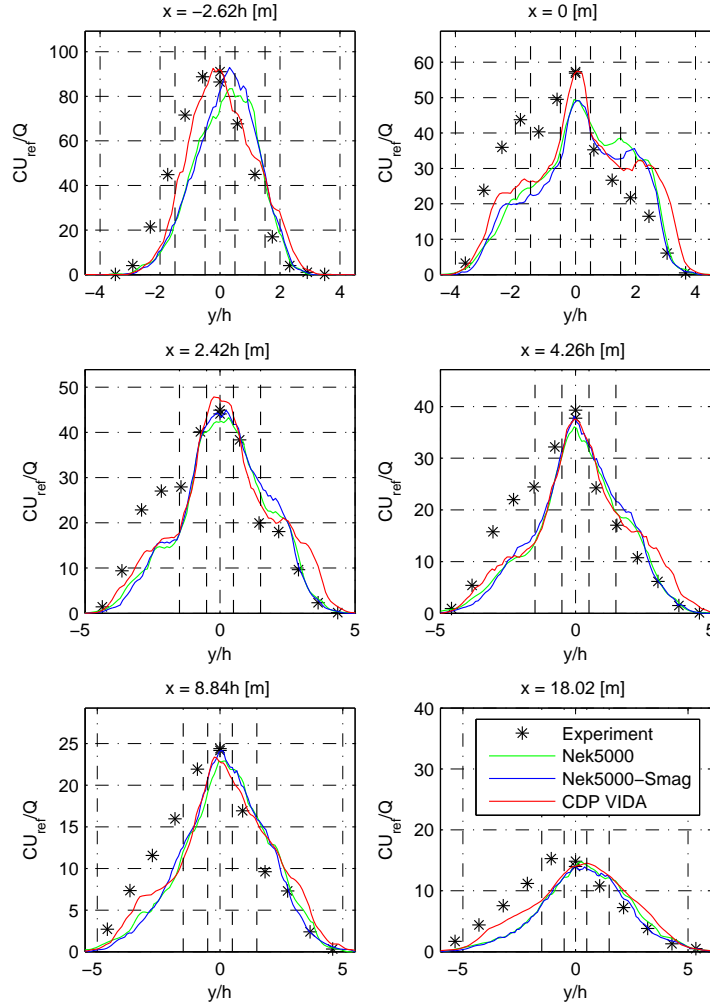 x = −2.62h [m]
x = 0 [m]
100
80
60
40
20
0
CU_ref/Q
−4 −2 0 2 4
y/h
60
50
40
30
20
10
0
CU_ref/Q
−4 −2 0 2 4
y/h
x = 2.42h [m]
x = 4.26h [m]
50
40
30
20
10
0
CU_ref/Q
−5 0 5
y/h
40
30
20
10
0
CU_ref/Q
−5 0 5
y/h
x = 8.84h [m]
x = 18.02 [m]
25
20
15
10
5
0
CU_ref/Q
−5 0 5
y/h
40
30
20
10
0
CU_ref/Q
−5 0 5
y/h
Experiment
Nek5000
Nek5000−Smag
CDP VIDA